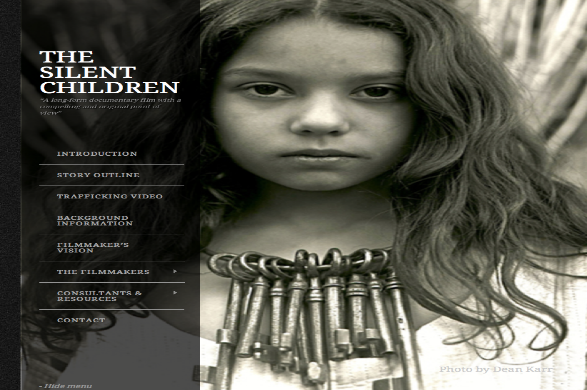 THE
SILENT
CHILDREN
"A long-form documentary film with a
compelling and original point of
view"
INTRODUCTION
STORY OUTLINE
TRAFFICKING VIDEO
BACKGROUND
INFORMATION
FILMMAKER'S
VISION
THE FILMMAKERS
CONSULTANTS &
RESOURCES
CONTACT
Photo by Dean Karr
- Hide menu